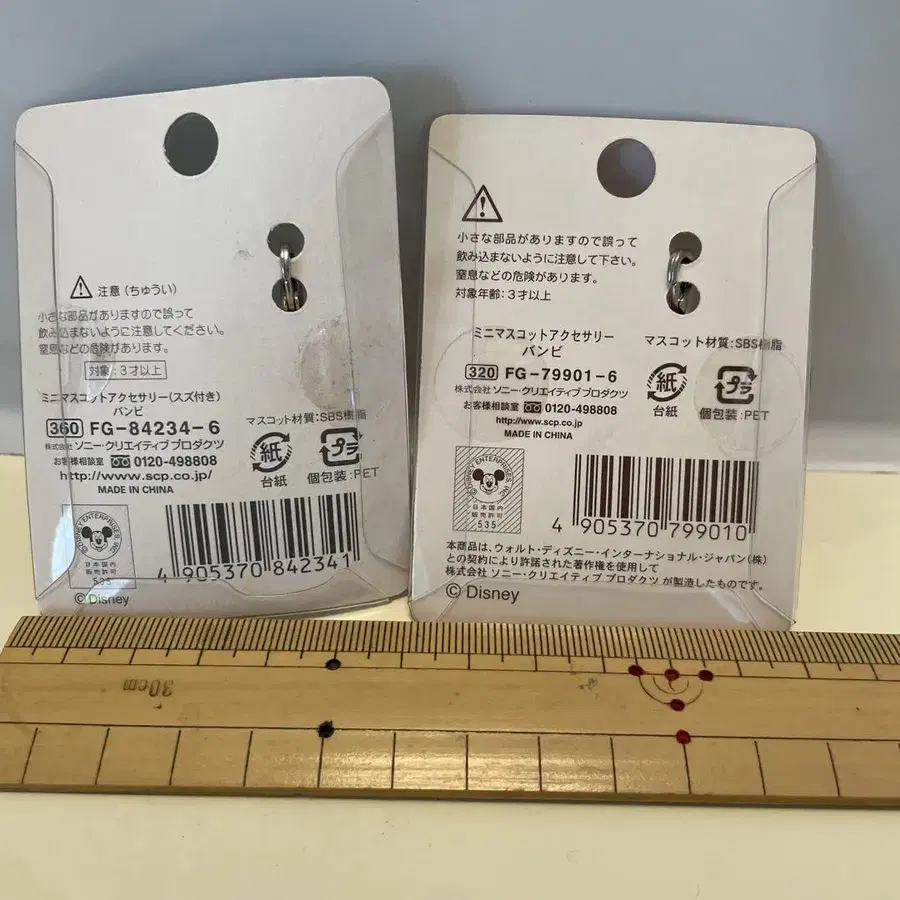 注意（ちゅうい）
小さな部品がありますので誤って
飲み込まないように注意してください。
窒息などの危険があります。
対象：3才以上
ミニマスコットアクセサリー（スズ付き）
バンビ
360 FG-84234-6
株式会社 ソニー・クリエイティブプロダクツ
お客様相談室 0120-498808
http://www.scp.co.jp/
MADE IN CHINA
マスコット材質：SBS樹脂
紙
台紙
プラ
個包装：PET
© DISNEY ENTERPRISES, INC.
日本国内
販売許可
535
4 905370 842341
© Disney
小さな部品がありますので誤って
飲み込まないように注意して下さい。
窒息などの危険があります。
対象年齢：3才以上
ミニマスコットアクセサリー
バンビ
320 FG-79901-6
株式会社 ソニー・クリエイティブプロダクツ
お客様相談室 0120-498808
http://www.scp.co.jp
MADE IN CHINA
マスコット材質：SBS樹脂
紙
台紙
プラ
個包装：PET
© DISNEY ENTERPRISES, INC.
日本国内
販売許可
535
4 905370 799010
本商品は、ウォルト・ディズニー・インターナショナル・ジャパン（株）
との契約により許諾された著作権を使用して
株式会社 ソニー・クリエイティブプロダクツ が製造したものです。
© Disney
30cm